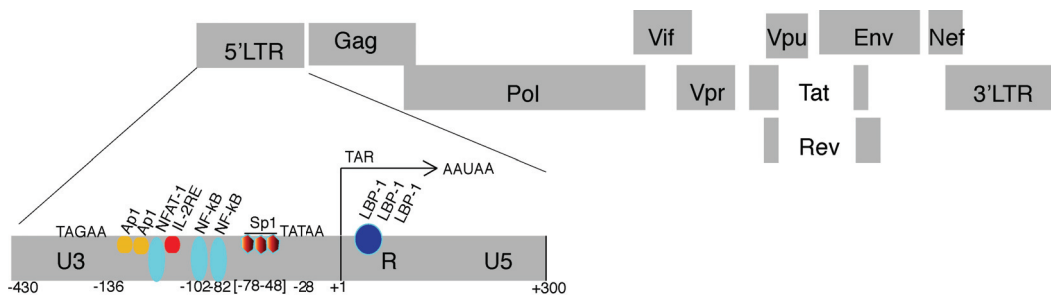 Vif Vpu Env Nef
5'LTR Gag
Pol Vpr Tat 3'LTR
Rev
TAR AAUAA
TAGAA Ap1 Ap1 NFAT-1 IL-2RE NF-kB NF-kB Sp1 TATAA LBP-1 LBP-1 LBP-1
U3 R U5
-430 -136 -102 -82 [-78-48] -28 +1 +300